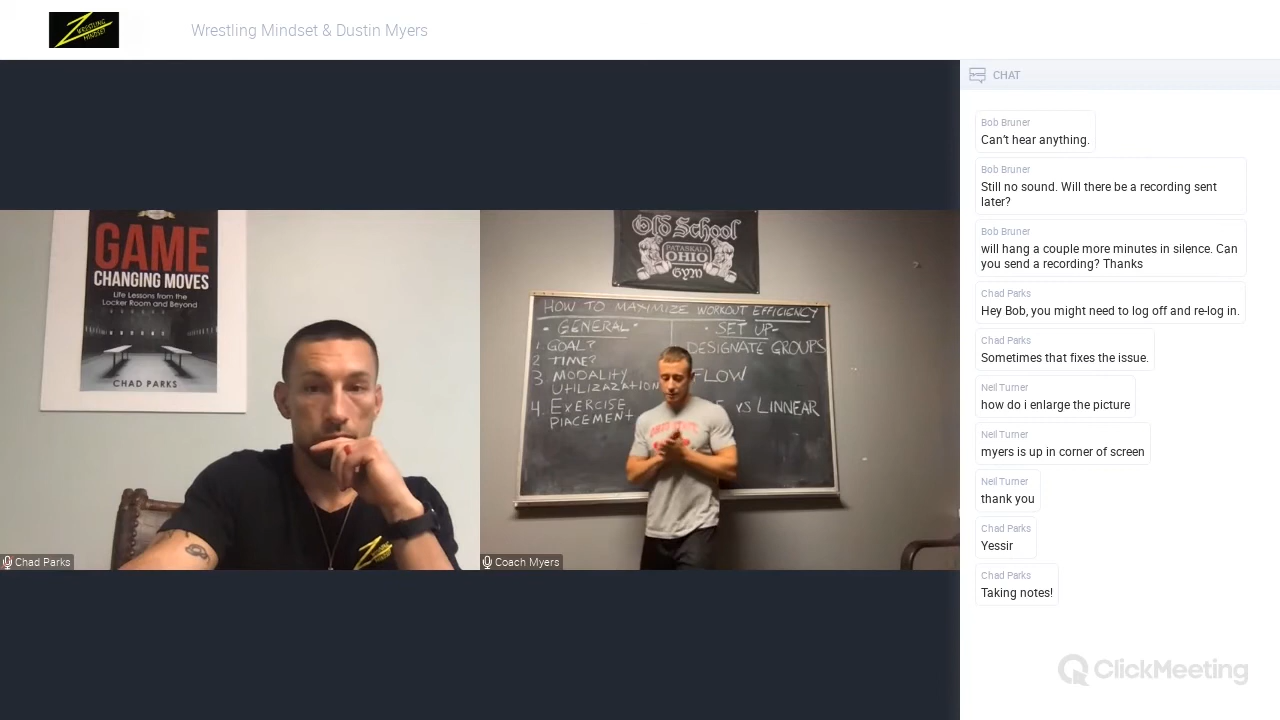 WRESTLING
MINDSET
Wrestling Mindset & Dustin Myers
CHAT
Bob Bruner
Can't hear anything.
Bob Bruner
Still no sound. Will there be a recording sent
later?
Bob Bruner
will hang a couple more minutes in silence. Can
you send a recording? Thanks
Chad Parks
Hey Bob, you might need to log off and re-log in.
Chad Parks
Sometimes that fixes the issue.
Neil Turner
how do i enlarge the picture
Neil Turner
myers is up in corner of screen
Neil Turner
thank you
Chad Parks
Yessir
Chad Parks
Taking notes!
ClickMeeting
GAME
CHANGING MOVES
Life Lessons from the
Locker Room and Beyond
CHAD PARKS
Chad Parks
Old School
PATASKALA
OHIO
Gym
HOW TO MAXIMIZE WORKOUT EFFICIENCY
- GENERAL -
1. GOAL?
2 TIME?
3 MODALITY
UTILIZAZATION
4. EXERCISE
PLACEMENT
- SET UP -
DESIGNATE GROUPS
FLOW
VS LINNEAR
Coach Myers